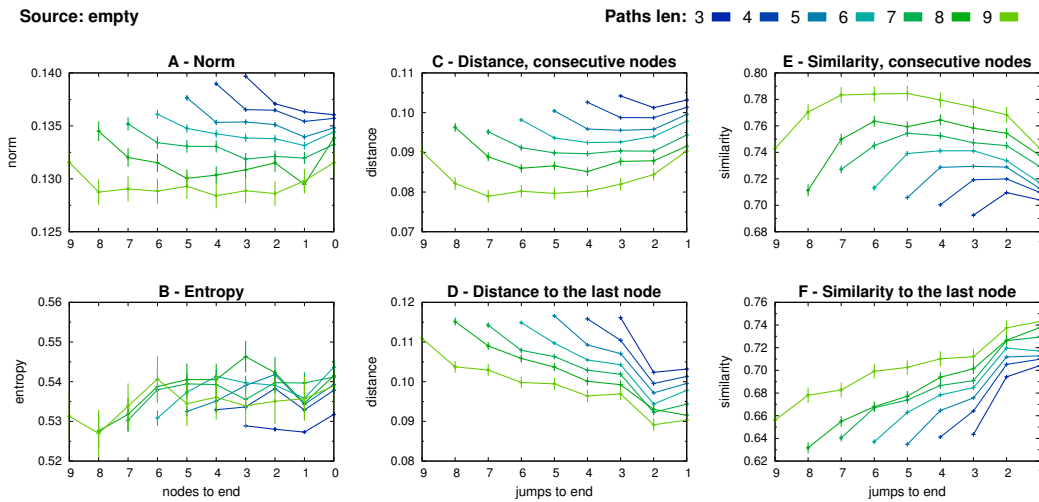 Source: empty
Paths len: 3 4 5 6 7 8 9
A - Norm
0.140
0.135
0.130
0.125
norm
9 8 7 6 5 4 3 2 1 0
C - Distance, consecutive nodes
0.11
0.10
0.09
0.08
0.07
distance
9 8 7 6 5 4 3 2 1
E - Similarity, consecutive nodes
0.80
0.78
0.76
0.74
0.72
0.70
0.68
similarity
9 8 7 6 5 4 3 2 1
B - Entropy
0.56
0.55
0.54
0.53
0.52
entropy
9 8 7 6 5 4 3 2 1 0
nodes to end
D - Distance to the last node
0.12
0.11
0.10
0.09
0.08
distance
9 8 7 6 5 4 3 2 1
jumps to end
F - Similarity to the last node
0.76
0.74
0.72
0.70
0.68
0.66
0.64
0.62
similarity
9 8 7 6 5 4 3 2 1
jumps to end